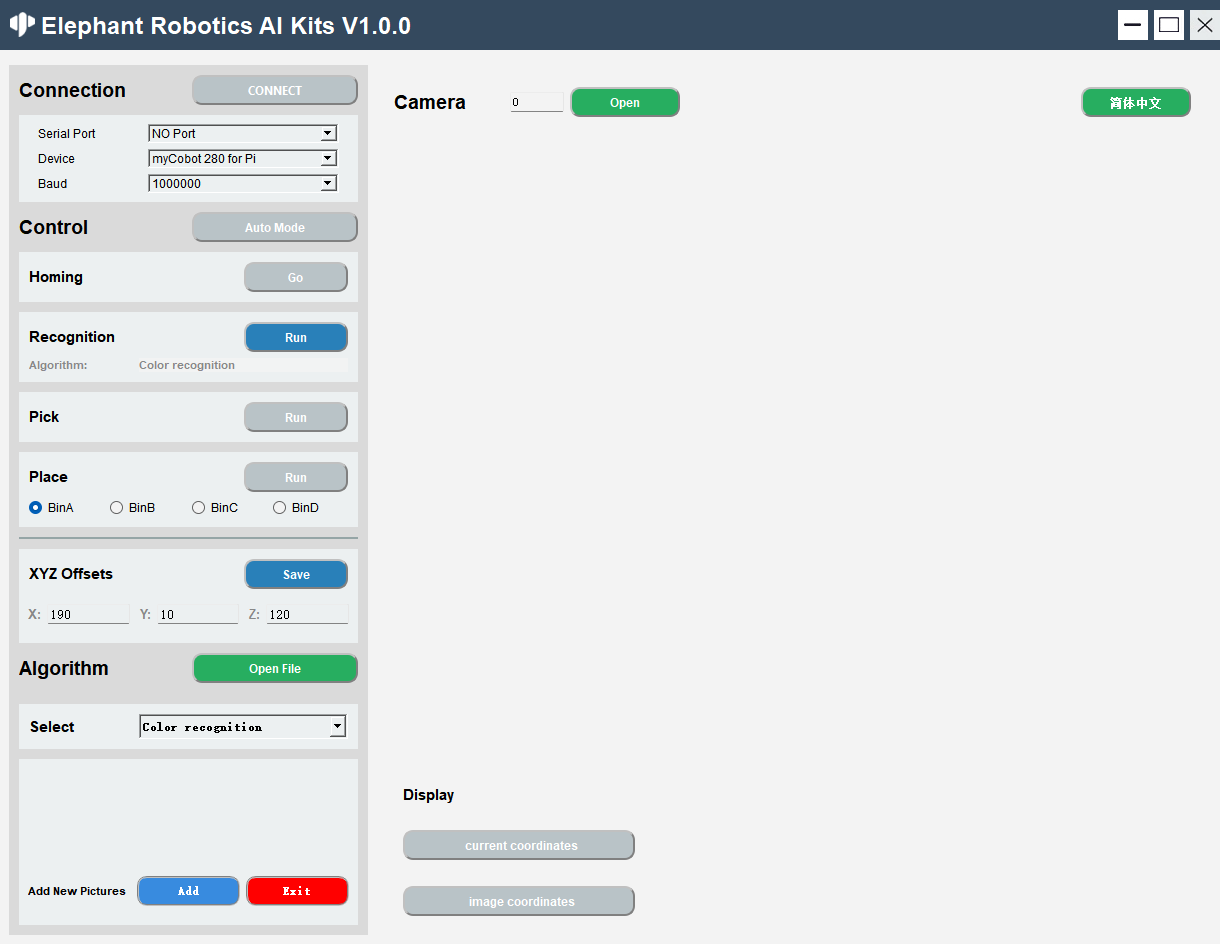 Elephant Robotics AI Kits V1.0.0
Connection CONNECT
Serial Port NO Port
Device myCobot 280 for Pi
Baud 1000000
Control Auto Mode
Homing Go
Recognition Run
Algorithm: Color recognition
Pick Run
Place Run
BinA BinB BinC BinD
XYZ Offsets Save
X: 190 Y: 10 Z: 120
Algorithm Open File
Select Color recognition
Add New Pictures Add Exit
Camera 0 Open 简体中文
Display
current coordinates
image coordinates